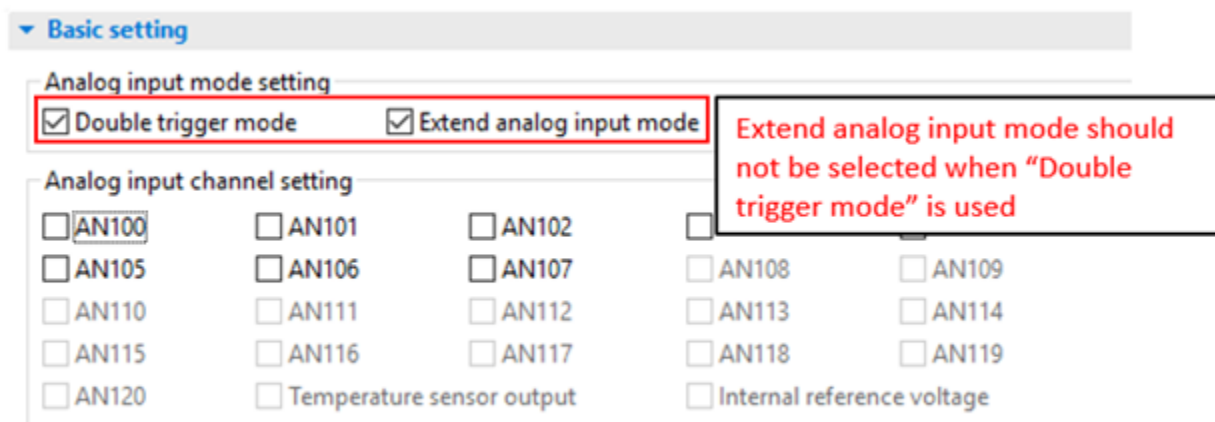 Basic setting
Analog input mode setting
Double trigger mode Extend analog input mode
Extend analog input mode should
not be selected when “Double
trigger mode” is used
Analog input channel setting
AN100 AN101 AN102
AN105 AN106 AN107 AN108 AN109
AN110 AN111 AN112 AN113 AN114
AN115 AN116 AN117 AN118 AN119
AN120 Temperature sensor output Internal reference voltage